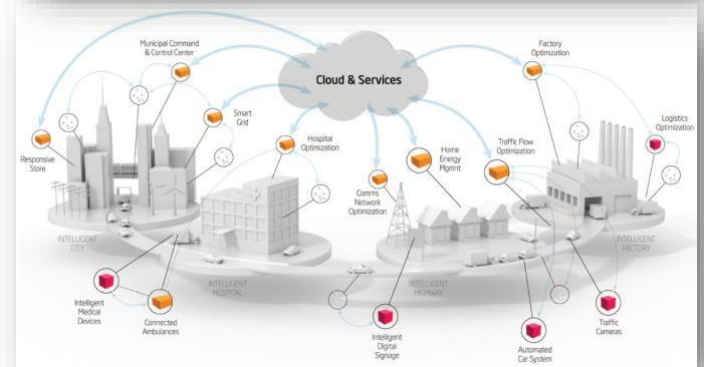 Municipal Command
& Control Center
Cloud & Services
Factory
Optimization
Smart
Grid
Hospital
Optimization
Logistics
Optimization
Responsive
Store
Home
Energy
Mgmnt
Traffic Flow
Optimization
Comms
Network
Optimization
INTELLIGENT
CITY
INTELLIGENT
HOSPITAL
INTELLIGENT
HIGHWAY
INTELLIGENT
FACTORY
Intelligent
Medical
Devices
Connected
Ambulances
Intelligent
Digital
Signage
Automated
Car System
Traffic
Cameras